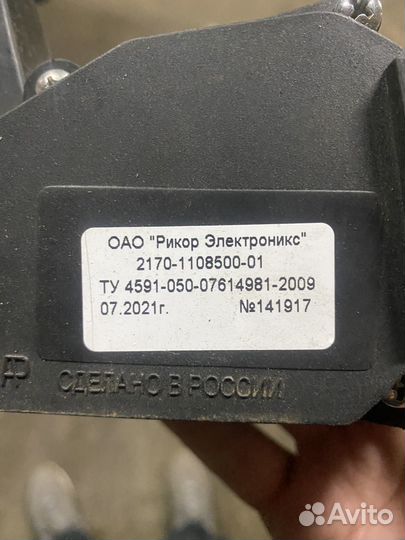 ОАО "Рикор Электроникс"
2170-1108500-01
ТУ 4591-050-07614981-2009
07.2021г. №141917
СДЕЛАНО В РОССИИ
Avito